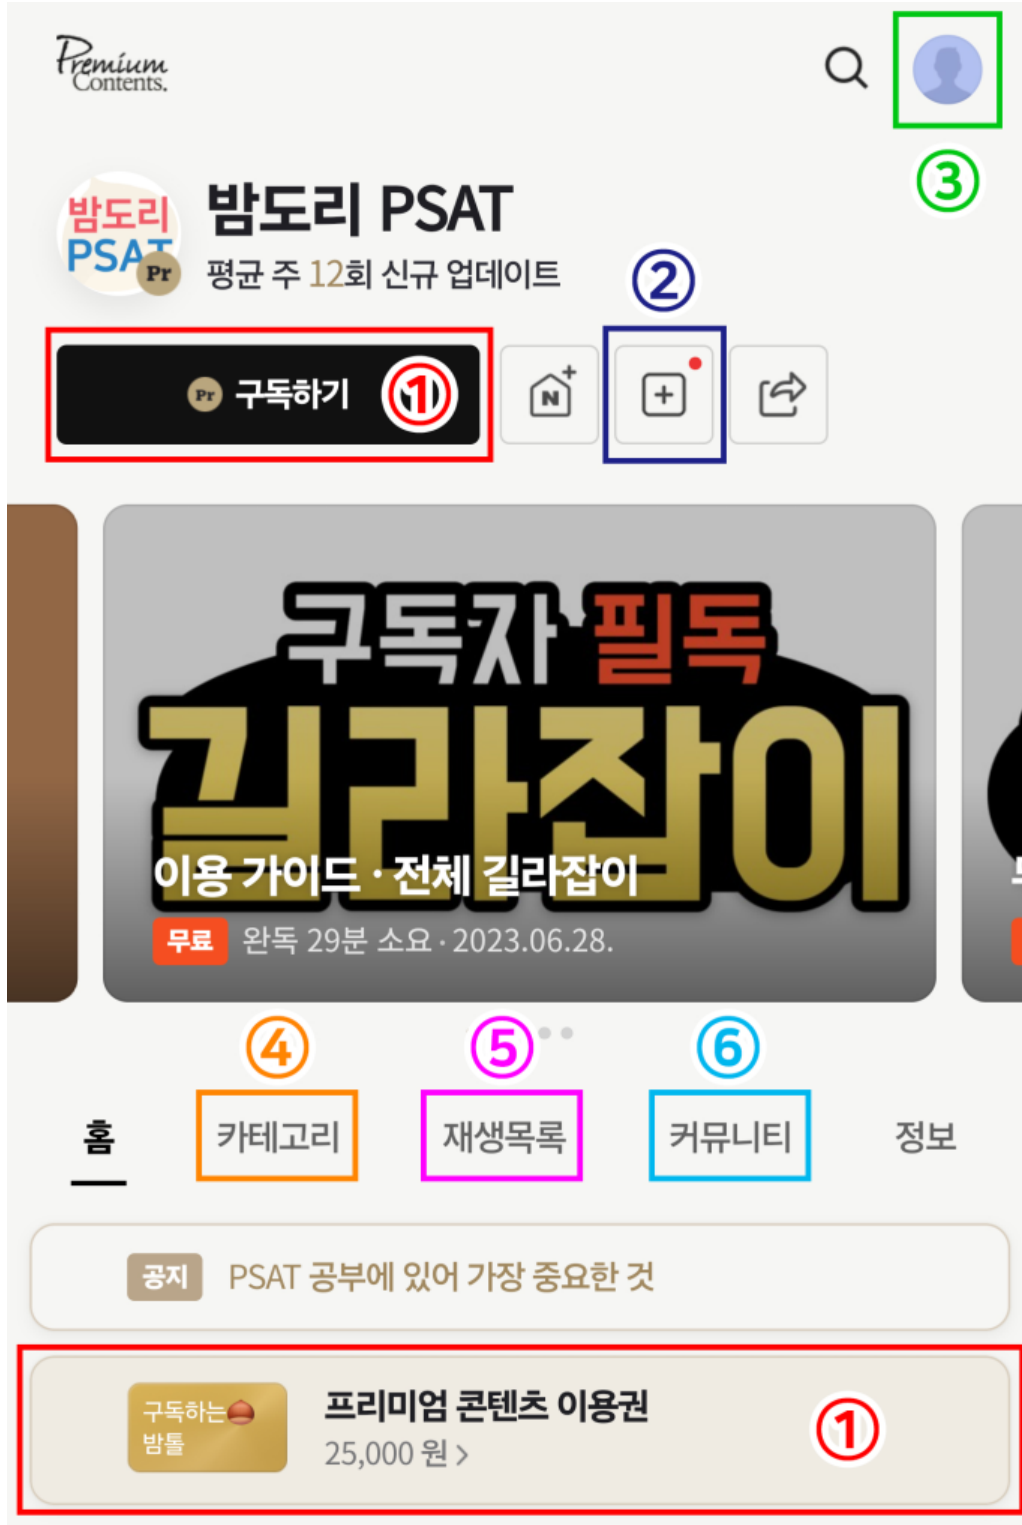 Premium
Contents.
③
밤도리
PSAT
Pr
밤도리 PSAT
평균 주 12회 신규 업데이트
②
Pr 구독하기 ①
N
구독자 필독
길라잡이
이용 가이드 · 전체 길라잡이
무료 완독 29분 소요 · 2023.06.28.
④ ⑤ ⑥
홈 카테고리 재생목록 커뮤니티 정보
공지 PSAT 공부에 있어 가장 중요한 것
구독하는
밤톨
프리미엄 콘텐츠 이용권
25,000 원 >
①